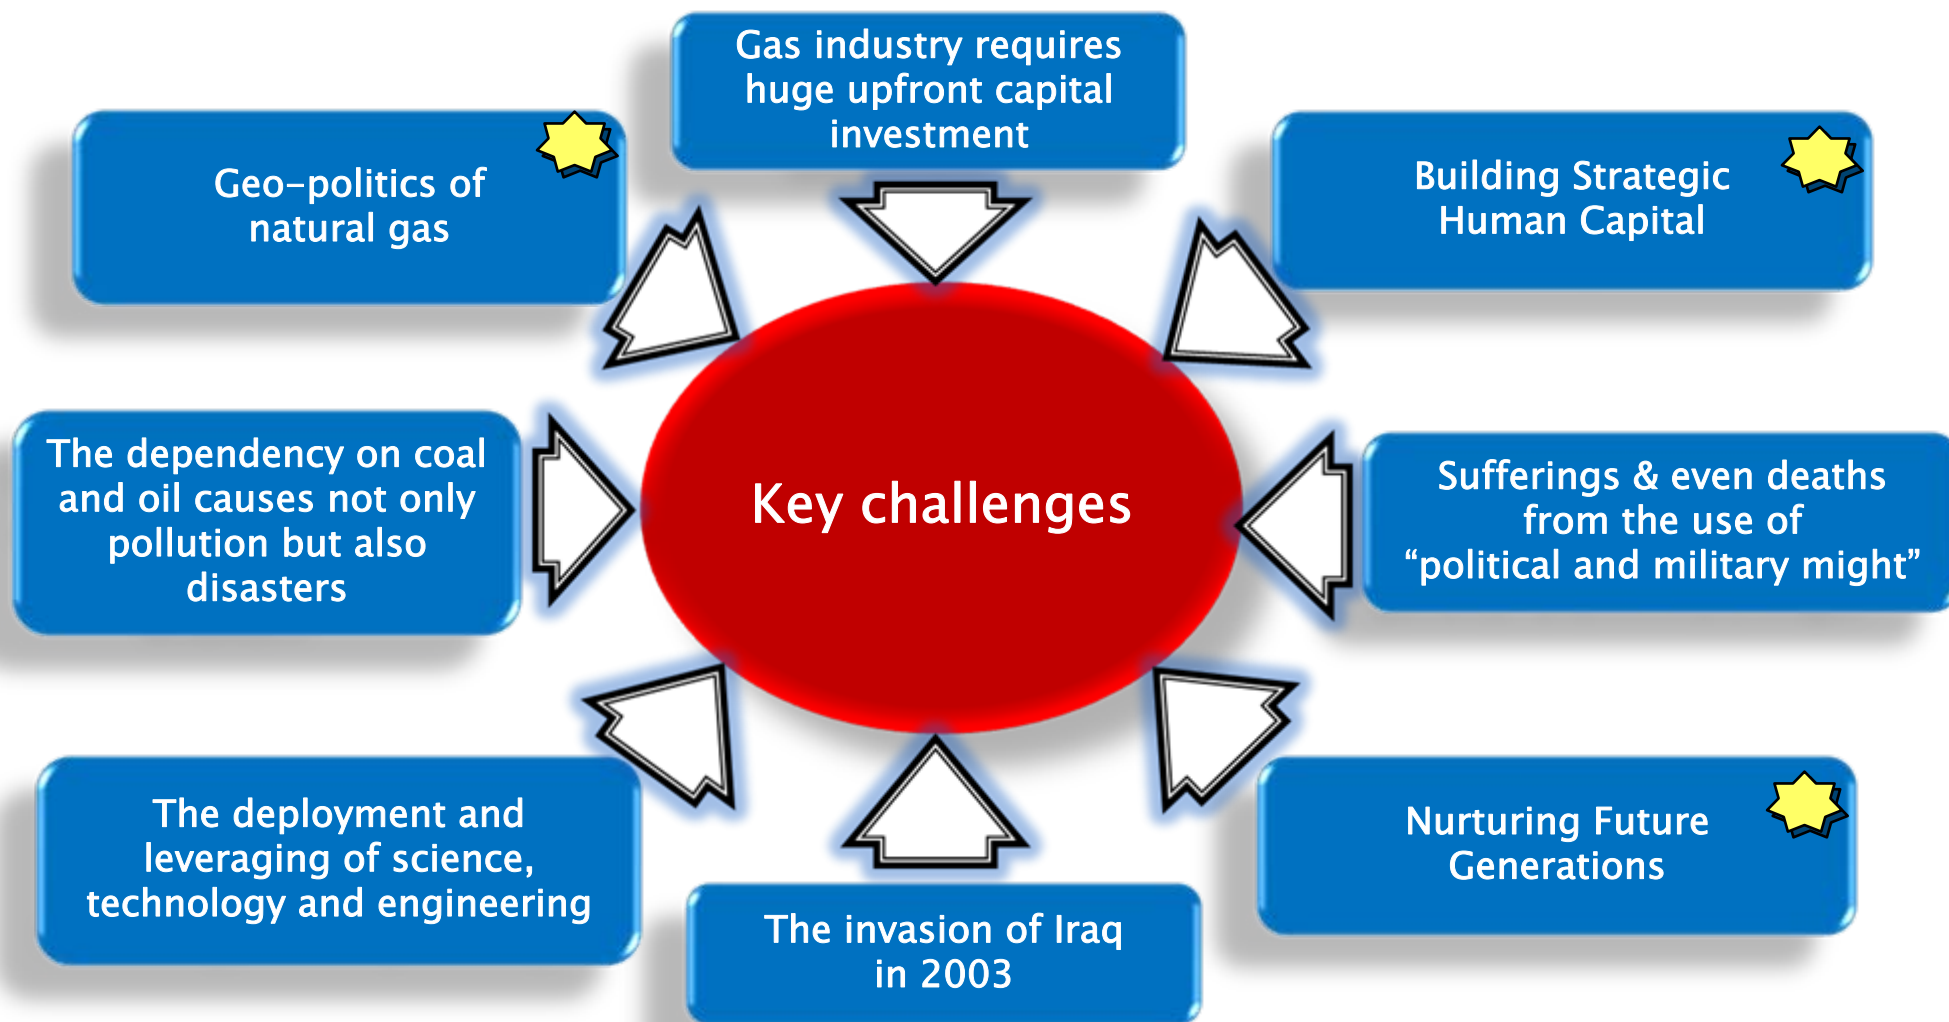 Gas industry requires
huge upfront capital
investment
Geo-politics of
natural gas
Building Strategic
Human Capital
The dependency on coal
and oil causes not only
pollution but also
disasters
Key challenges
Sufferings & even deaths
from the use of
“political and military might”
The deployment and
leveraging of science,
technology and engineering
Nurturing Future
Generations
The invasion of Iraq
in 2003